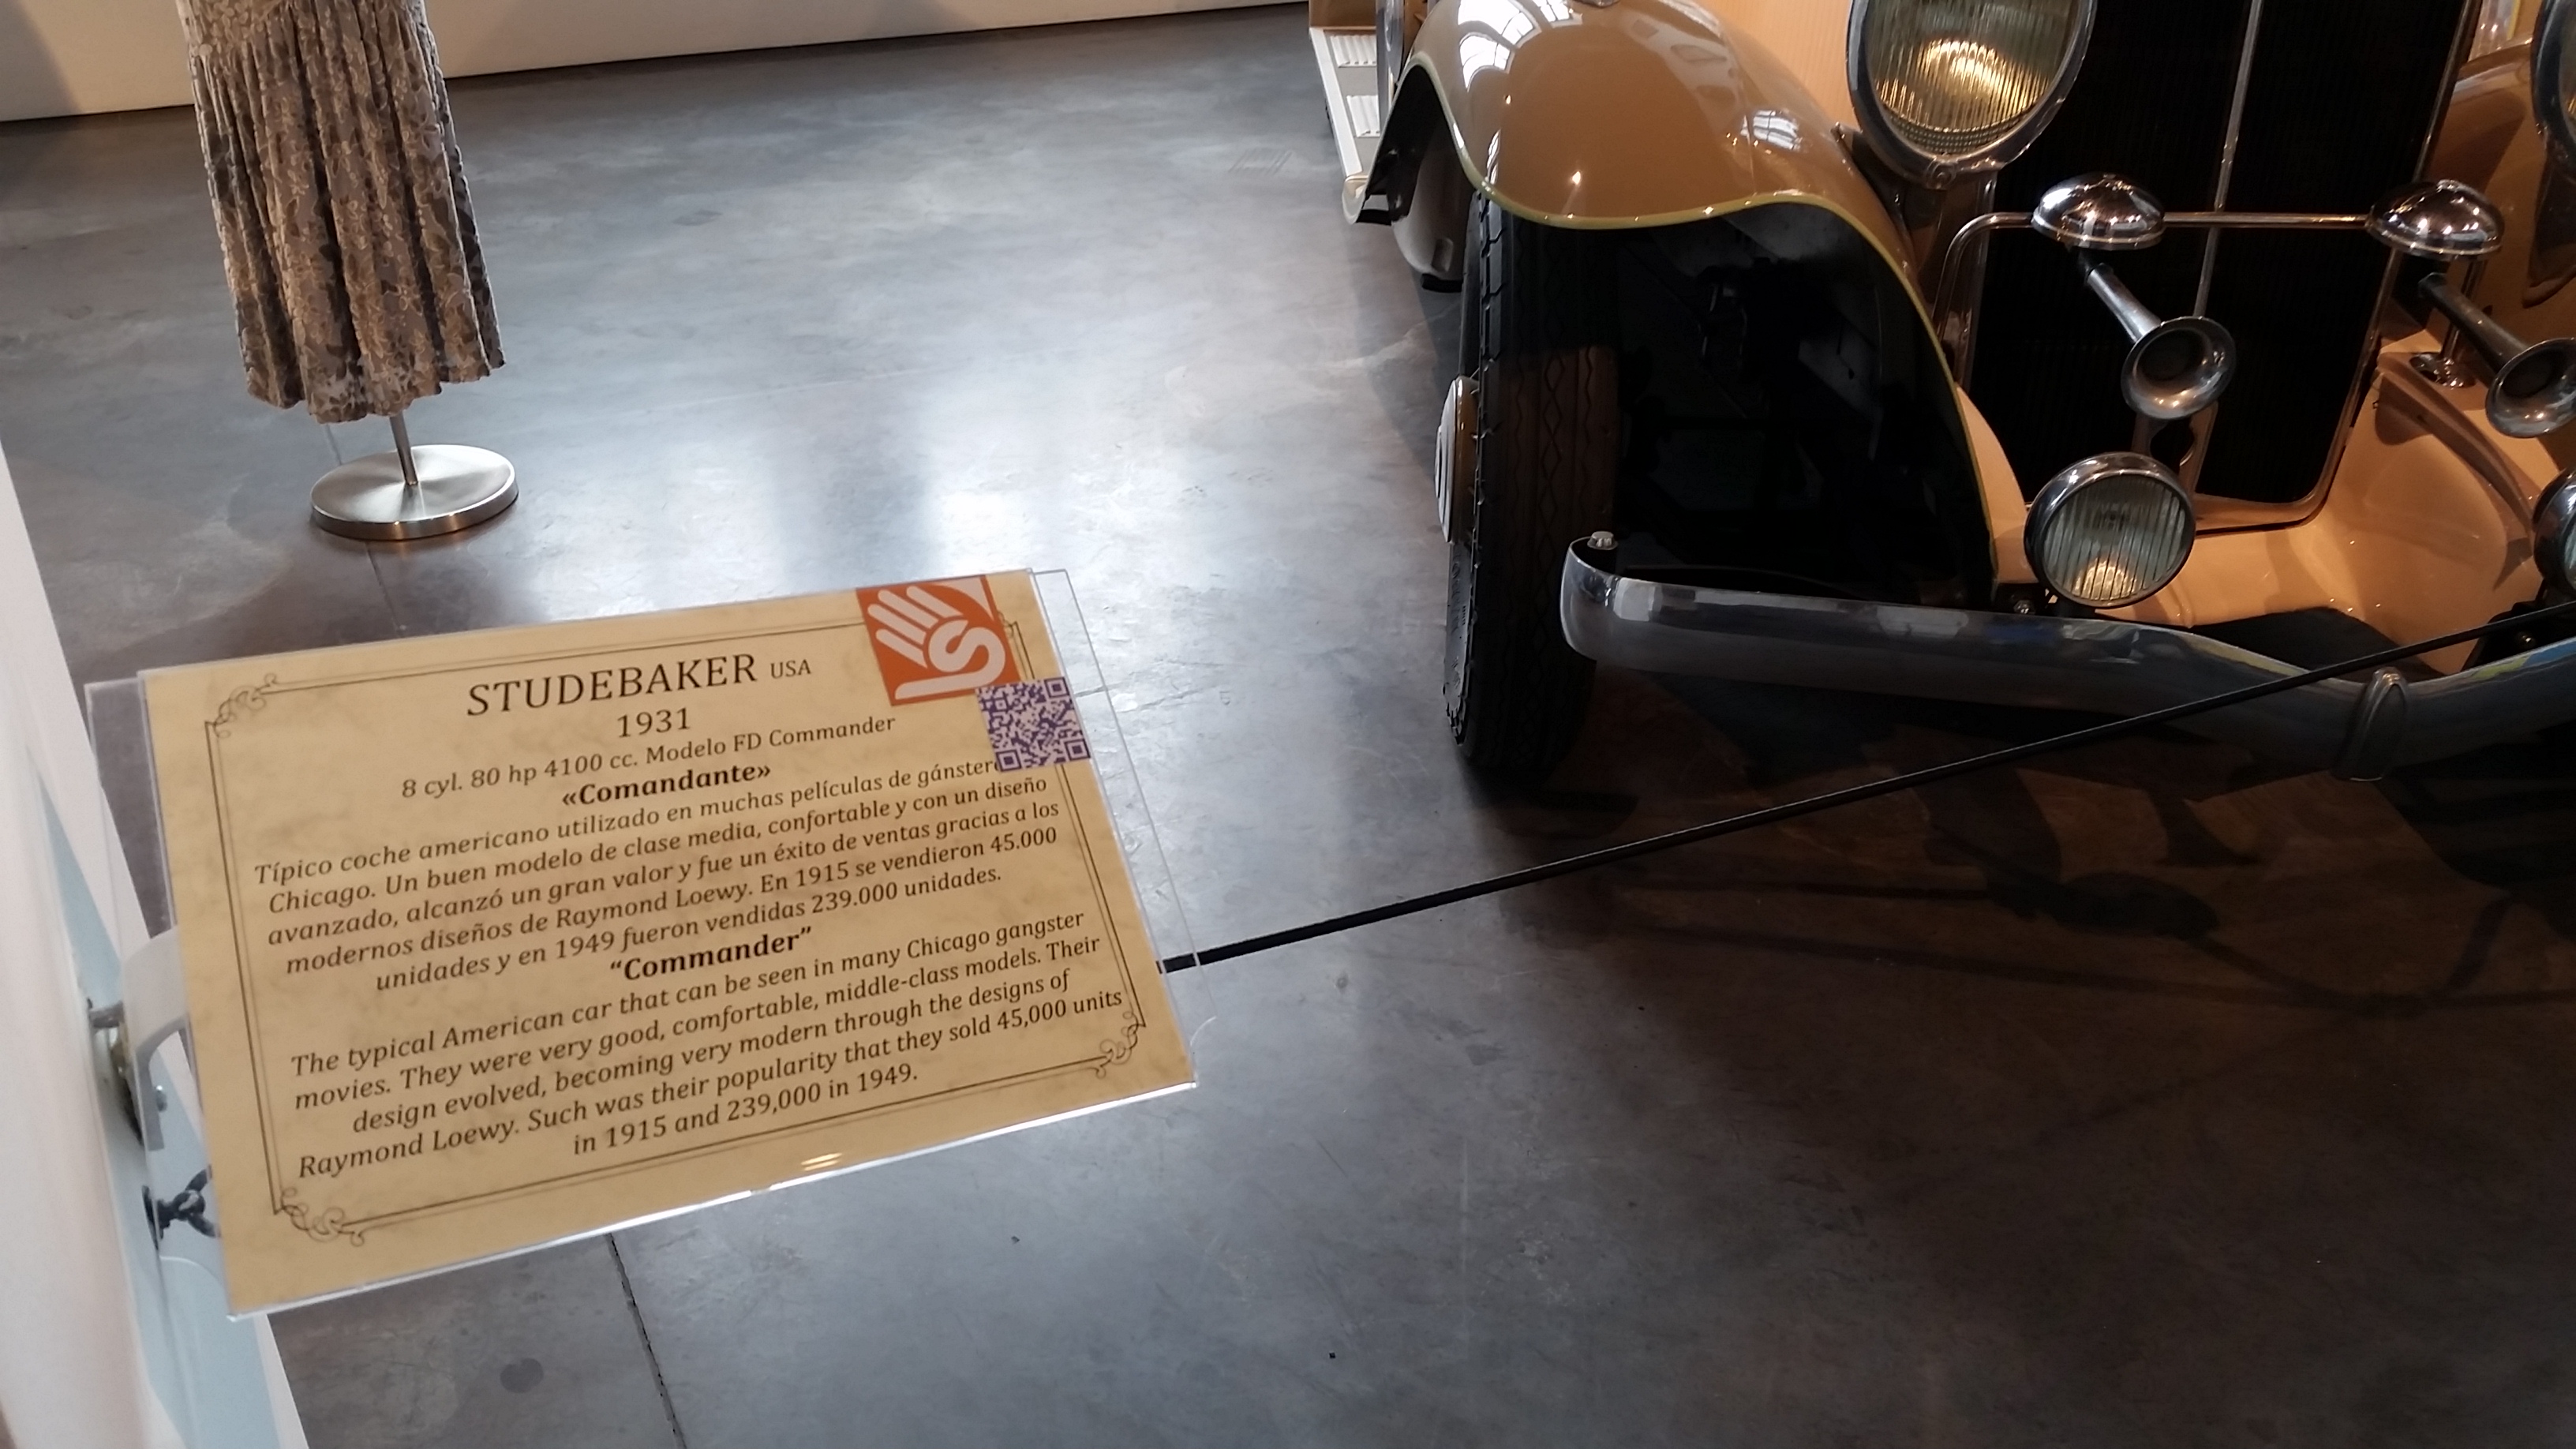 STUDEBAKER USA
1931
8 cyl. 80 hp 4100 cc. Modelo FD Commander
«Comandante»
Típico coche americano utilizado en muchas películas de gánster
Chicago. Un buen modelo de clase media, confortable y con un diseño
avanzado, alcanzó un gran valor y fue un éxito de ventas gracias a los
modernos diseños de Raymond Loewy. En 1915 se vendieron 45.000
unidades y en 1949 fueron vendidas 239.000 unidades.
“Commander”
The typical American car that can be seen in many Chicago gangster
movies. They were very good, comfortable, middle-class models. Their
design evolved, becoming very modern through the designs of
Raymond Loewy. Such was their popularity that they sold 45,000 units
in 1915 and 239,000 in 1949.